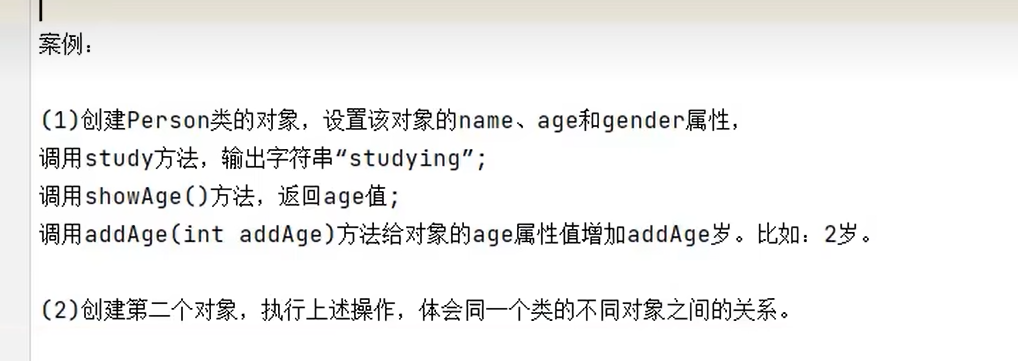 案例：
(1)创建Person类的对象，设置该对象的name、age和gender属性，
调用study方法，输出字符串“studying”;
调用showAge()方法，返回age值;
调用addAge(int addAge)方法给对象的age属性值增加addAge岁。比如：2岁。
(2)创建第二个对象，执行上述操作，体会同一个类的不同对象之间的关系。